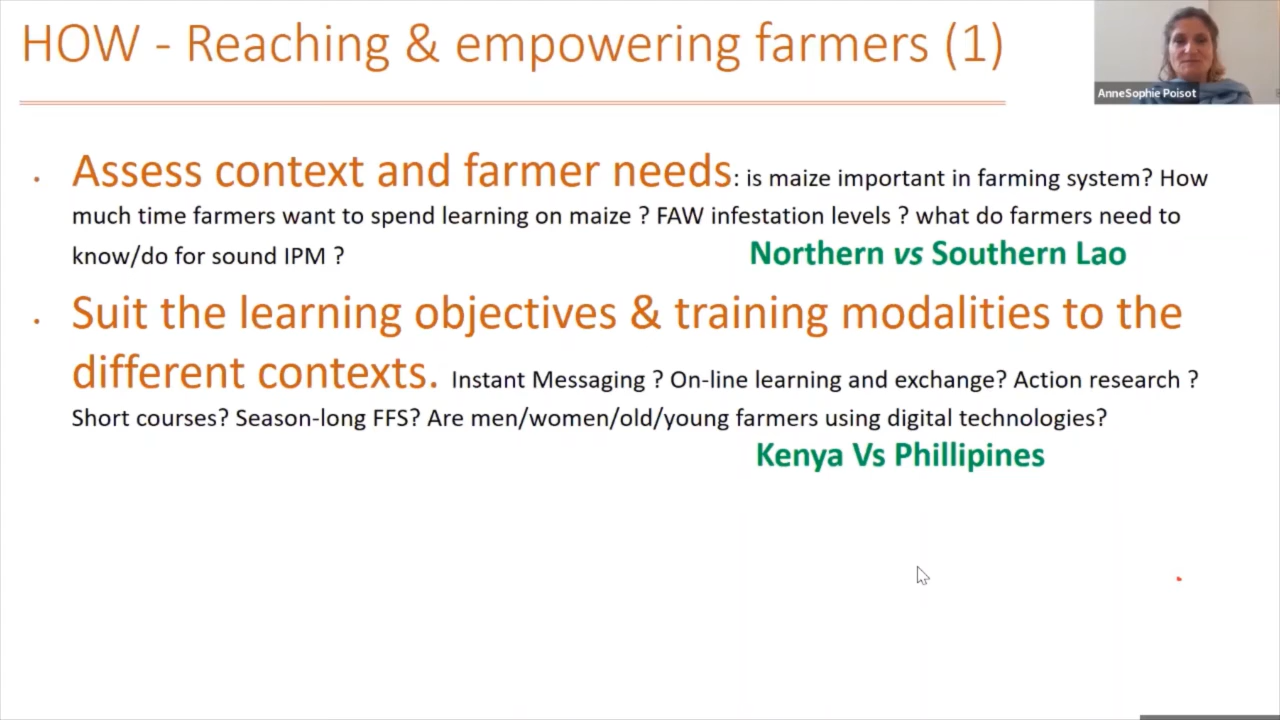 HOW - Reaching & empowering farmers (1)
AnneSophie Poisot
• Assess context and farmer needs: is maize important in farming system? How
much time farmers want to spend learning on maize ? FAW infestation levels ? what do farmers need to
know/do for sound IPM ?
Northern vs Southern Lao
• Suit the learning objectives & training modalities to the
different contexts. Instant Messaging ? On-line learning and exchange? Action research ?
Short courses? Season-long FFS? Are men/women/old/young farmers using digital technologies?
Kenya Vs Phillipines